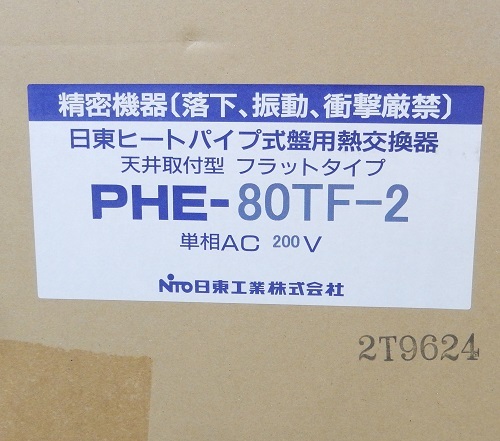 精密機器〔落下、振動、衝撃厳禁〕
日東ヒートパイプ式盤用熱交換器
天井取付型 フラットタイプ
PHE-80TF-2
単相AC 200 V
NITO日東工業株式会社
2T9624